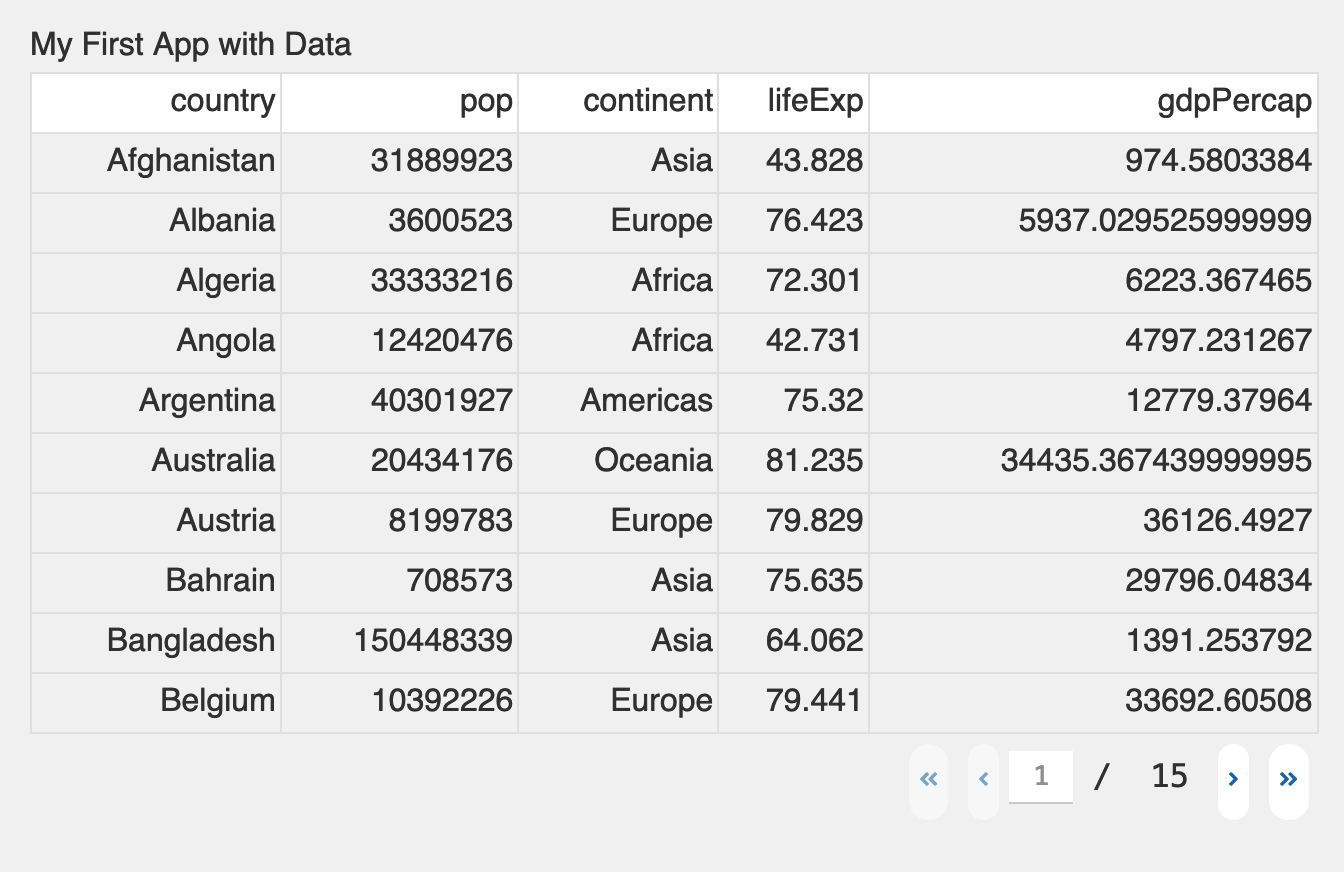 My First App with Data
country pop continent lifeExp gdpPercap
Afghanistan 31889923 Asia 43.828 974.5803384
Albania 3600523 Europe 76.423 5937.029525999999
Algeria 33333216 Africa 72.301 6223.367465
Angola 12420476 Africa 42.731 4797.231267
Argentina 40301927 Americas 75.32 12779.37964
Australia 20434176 Oceania 81.235 34435.367439999995
Austria 8199783 Europe 79.829 36126.4927
Bahrain 708573 Asia 75.635 29796.04834
Bangladesh 150448339 Asia 64.062 1391.253792
Belgium 10392226 Europe 79.441 33692.60508
« ‹ 1 / 15 › »